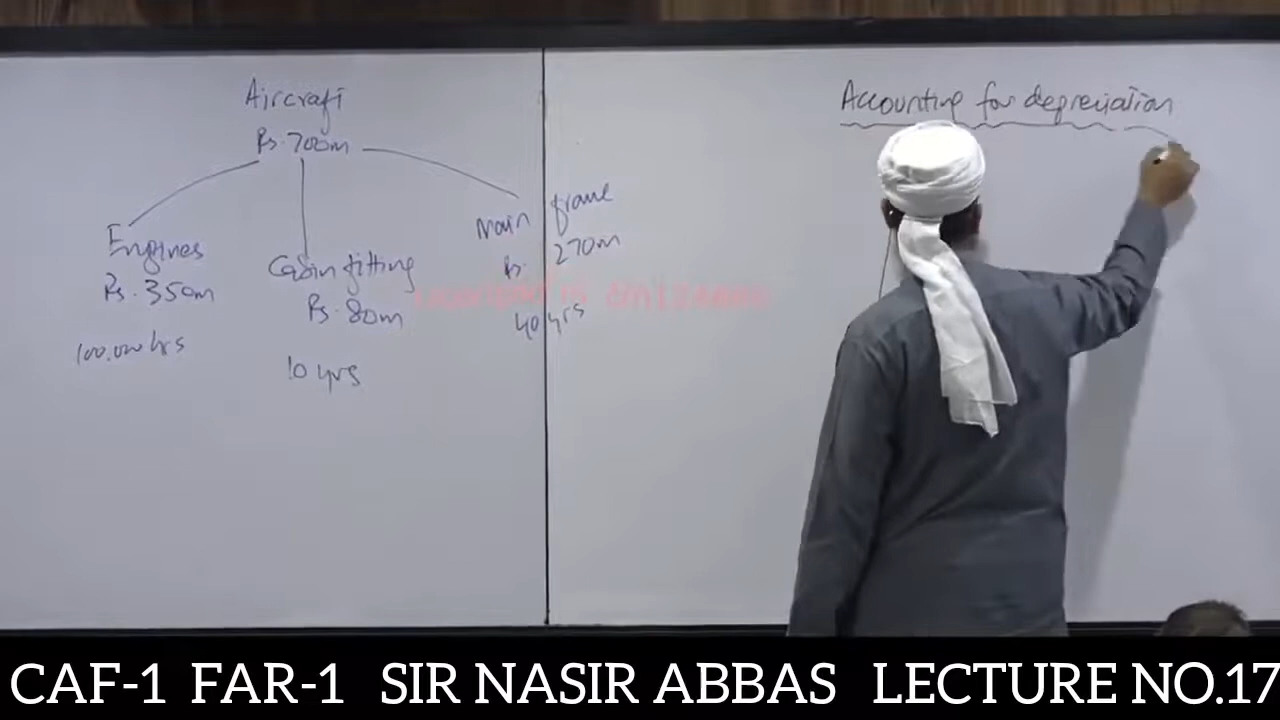 Aircraft
Rs. 700m
Engines
Rs. 350m
100,000 hrs
Cabin fitting
Rs. 80m
10 yrs
Main frame
Rs. 270m
40 yrs
Accounting for depreciation
CAF-1 FAR-1 SIR NASIR ABBAS LECTURE NO.17